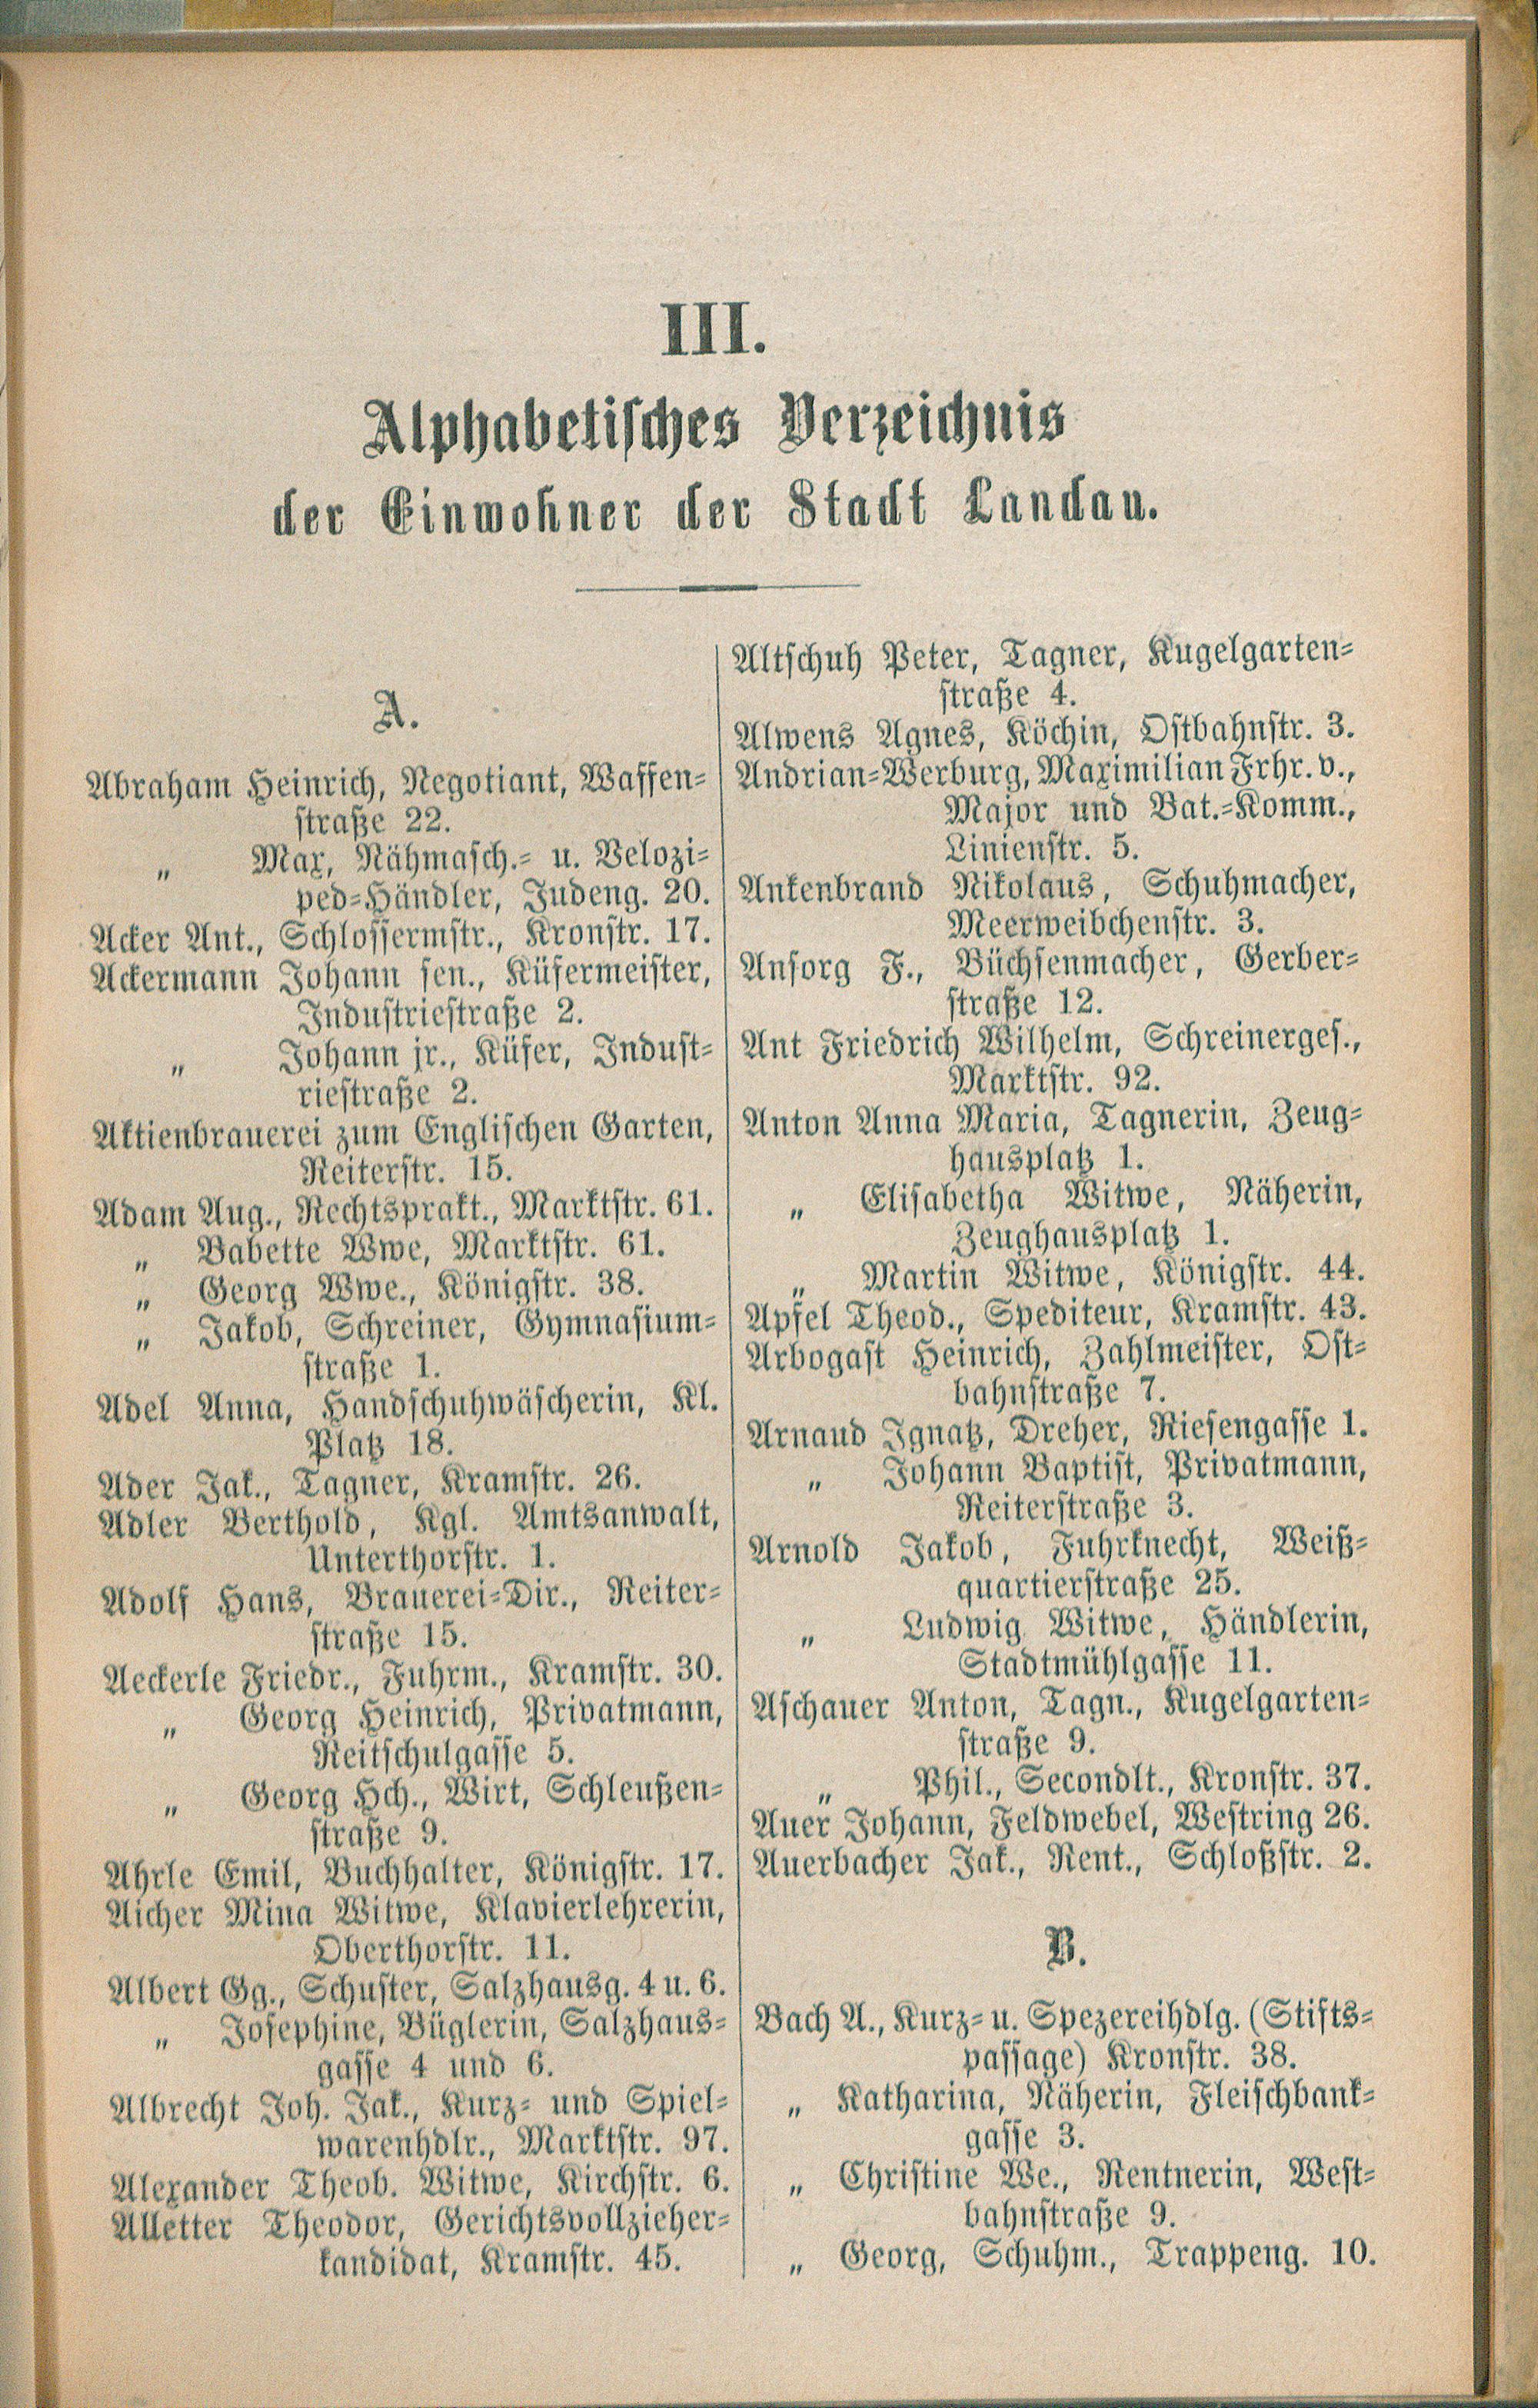 III.
Alphabetisches Verzeichnis
der Einwohner der Stadt Landau.
A.
Abraham Heinrich, Negotiant, Waffen-
straße 22.
„ Max, Nähmasch.- u. Velozi-
ped-Händler, Judeng. 20.
Acker Ant., Schlossermstr., Kronstr. 17.
Ackermann Johann sen., Küfermeister,
Industriestraße 2.
„ Johann jr., Küfer, Indust-
riestraße 2.
Aktienbrauerei zum Englischen Garten,
Reiterstr. 15.
Adam Aug., Rechtsprakt., Marktstr. 61.
„ Babette Wwe, Marktstr. 61.
„ Georg Wwe., Königstr. 38.
„ Jakob, Schreiner, Gymnasium-
straße 1.
Adel Anna, Handschuhwäscherin, Kl.
Platz 18.
Ader Jak., Tagner, Kramstr. 26.
Adler Berthold, Kgl. Amtsanwalt,
Unterthorstr. 1.
Adolf Hans, Brauerei-Dir., Reiter-
straße 15.
Aeckerle Friedr., Fuhrm., Kramstr. 30.
„ Georg Heinrich, Privatmann,
Reitschulgasse 5.
„ Georg Hch., Wirt, Schleußen-
straße 9.
Ahrle Emil, Buchhalter, Königstr. 17.
Aicher Mina Witwe, Klavierlehrerin,
Oberthorstr. 11.
Albert Gg., Schuster, Salzhausg. 4 u. 6.
„ Josephine, Büglerin, Salzhaus-
gasse 4 und 6.
Albrecht Joh. Jak., Kurz- und Spiel-
warenhdlr., Marktstr. 97.
Alexander Theob. Witwe, Kirchstr. 6.
Alletter Theodor, Gerichtsvollzieher-
kandidat, Kramstr. 45.
Altschuh Peter, Tagner, Kugelgarten-
straße 4.
Alwens Agnes, Köchin, Ostbahnstr. 3.
Andrian-Werburg, Maximilian Frhr. v.,
Major und Bat.-Komm.,
Linienstr. 5.
Ankenbrand Nikolaus, Schuhmacher,
Meerweibchenstr. 3.
Ansorg F., Büchsenmacher, Gerber-
straße 12.
Ant Friedrich Wilhelm, Schreinerges.,
Marktstr. 92.
Anton Anna Maria, Tagnerin, Zeug-
hausplatz 1.
„ Elisabetha Witwe, Näherin,
Zeughausplatz 1.
„ Martin Witwe, Königstr. 44.
Apfel Theod., Spediteur, Kramstr. 43.
Arbogast Heinrich, Zahlmeister, Ost-
bahnstraße 7.
Arnaud Ignatz, Dreher, Riesengasse 1.
„ Johann Baptist, Privatmann,
Reiterstraße 3.
Arnold Jakob, Fuhrknecht, Weiß-
quartierstraße 25.
„ Ludwig Witwe, Händlerin,
Stadtmühlgasse 11.
Aschauer Anton, Tagn., Kugelgarten-
straße 9.
„ Phil., Secondlt., Kronstr. 37.
Auer Johann, Feldwebel, Westring 26.
Auerbacher Jak., Rent., Schloßstr. 2.
B.
Bach A., Kurz- u. Spezereihdlg. (Stifts-
passage) Kronstr. 38.
„ Katharina, Näherin, Fleischbank-
gasse 3.
„ Christine We., Rentnerin, West-
bahnstraße 9.
„ Georg, Schuhm., Trappeng. 10.